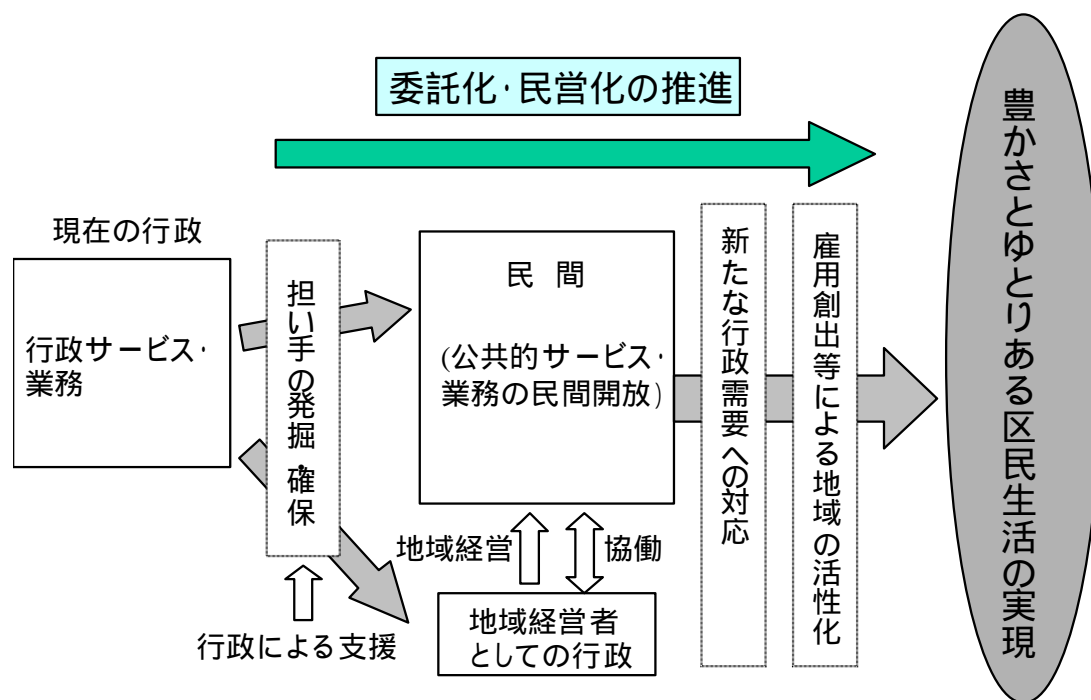 委託化・民営化の推進
現在の行政
行政サービス・
業務
担い手の発掘・確保
民 間
(公共的サービス・
業務の民間開放)
地域経営
協働
地域経営者
としての行政
行政による支援
新たな行政需要への対応
雇用創出等による地域の活性化
豊かさとゆとりある区民生活の実現